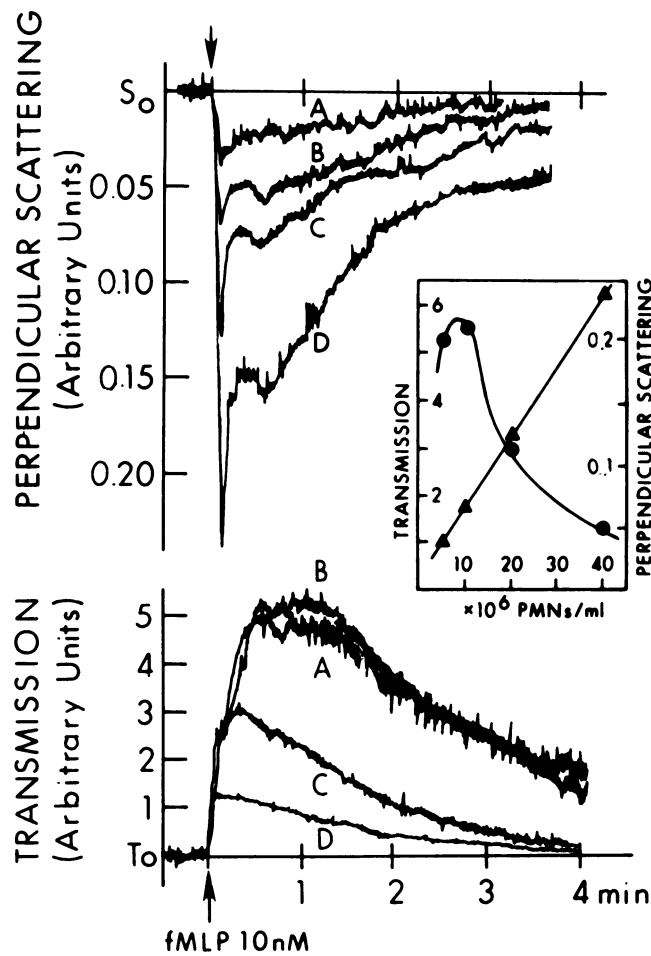 PERPENDICULAR SCATTERING
(Arbitrary Units)
So
0.05
0.10
0.15
0.20
A
B
C
D
TRANSMISSION
6
4
2
10 20 30 40
×10⁶ PMNs/ml
0.2
0.1
PERPENDICULAR SCATTERING
TRANSMISSION
(Arbitrary Units)
5
4
3
2
1
To
B
A
C
D
1 2 3 4 min
fMLP 10nM